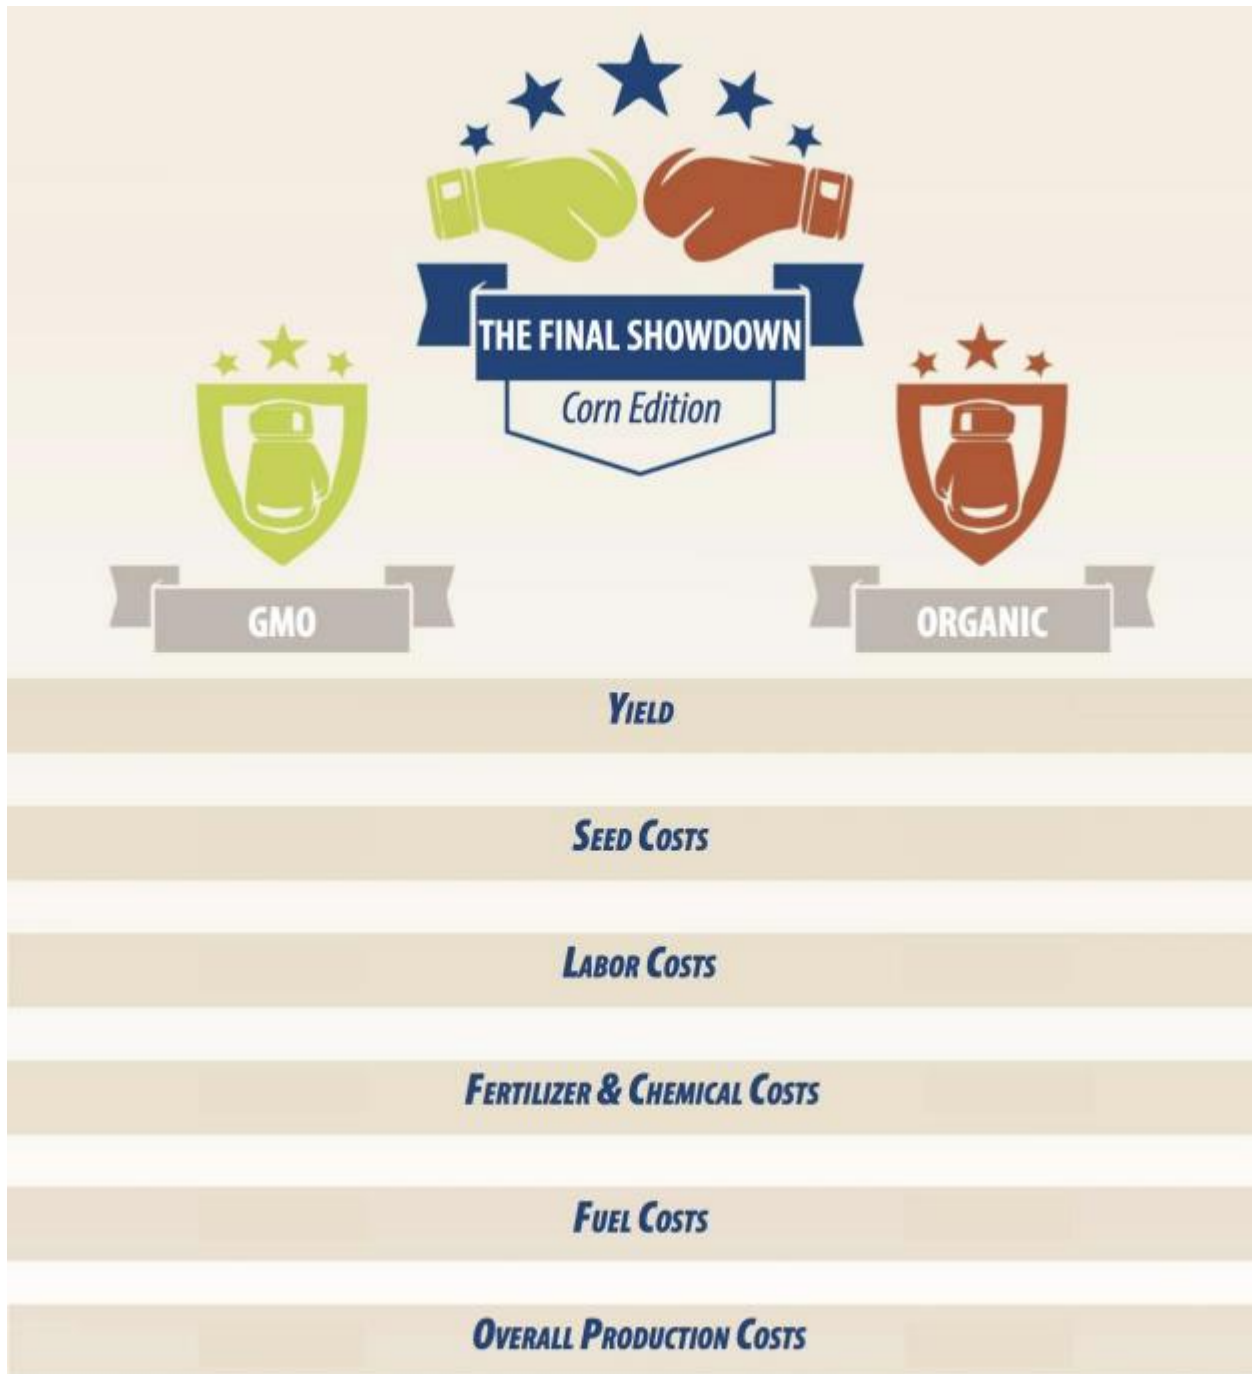 THE FINAL SHOWDOWN
Corn Edition
GMO
ORGANIC
YIELD
SEED COSTS
LABOR COSTS
FERTILIZER & CHEMICAL COSTS
FUEL COSTS
OVERALL PRODUCTION COSTS